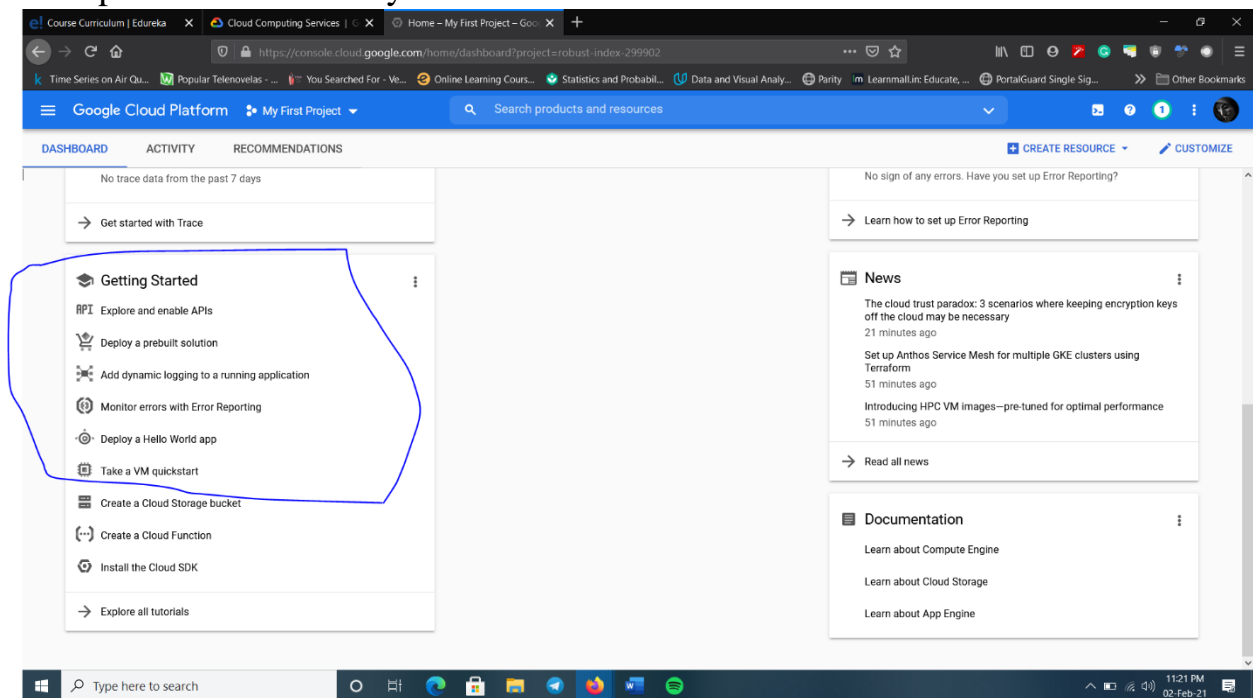 Course Curriculum | Edureka
Cloud Computing Services | G
Home – My First Project – Goo
https://console.cloud.google.com/home/dashboard?project=robust-index-299902
Time Series on Air Qu...
Popular Telenovelas - ...
You Searched For - Ve...
Online Learning Cours...
Statistics and Probabil...
Data and Visual Analy...
Parity
Learnmall.in: Educate, ...
PortalGuard Single Sig...
Other Bookmarks
Google Cloud Platform
My First Project
Search products and resources
1
DASHBOARD
ACTIVITY
RECOMMENDATIONS
CREATE RESOURCE
CUSTOMIZE
No trace data from the past 7 days
Get started with Trace
Getting Started
API Explore and enable APIs
Deploy a prebuilt solution
Add dynamic logging to a running application
Monitor errors with Error Reporting
Deploy a Hello World app
Take a VM quickstart
Create a Cloud Storage bucket
Create a Cloud Function
Install the Cloud SDK
Explore all tutorials
No sign of any errors. Have you set up Error Reporting?
Learn how to set up Error Reporting
News
The cloud trust paradox: 3 scenarios where keeping encryption keys
off the cloud may be necessary
21 minutes ago
Set up Anthos Service Mesh for multiple GKE clusters using
Terraform
51 minutes ago
Introducing HPC VM images—pre-tuned for optimal performance
51 minutes ago
Read all news
Documentation
Learn about Compute Engine
Learn about Cloud Storage
Learn about App Engine
Type here to search
11:21 PM
02-Feb-21